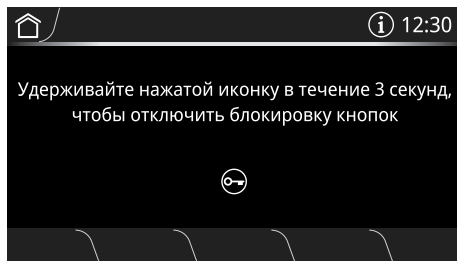 12:30
Удерживайте нажатой иконку в течение 3 секунд,
чтобы отключить блокировку кнопок